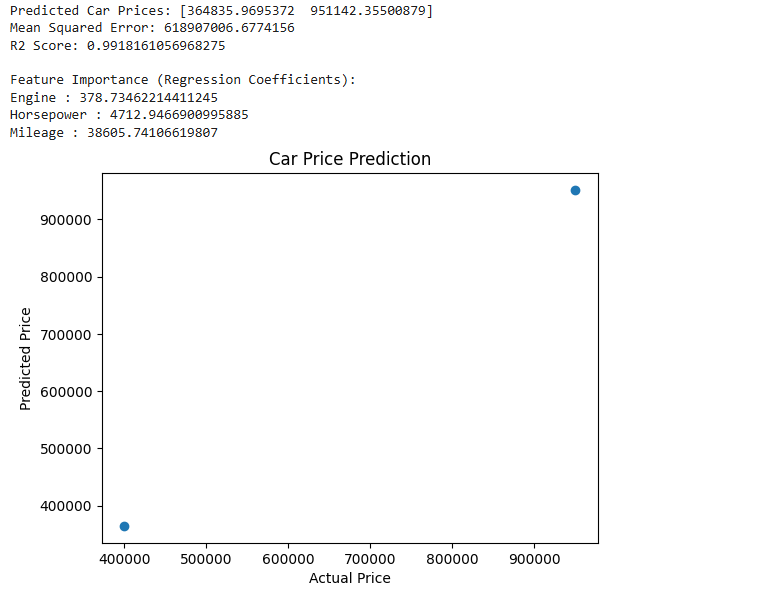 Predicted Car Prices: [364835.9695372  951142.35500879]
Mean Squared Error: 618907006.6774156
R2 Score: 0.9918161056968275
Feature Importance (Regression Coefficients):
Engine : 378.73462214411245
Horsepower : 4712.9466900995885
Mileage : 38605.74106619807
Car Price Prediction
900000
800000
700000
600000
500000
400000
Predicted Price
400000 500000 600000 700000 800000 900000
Actual Price